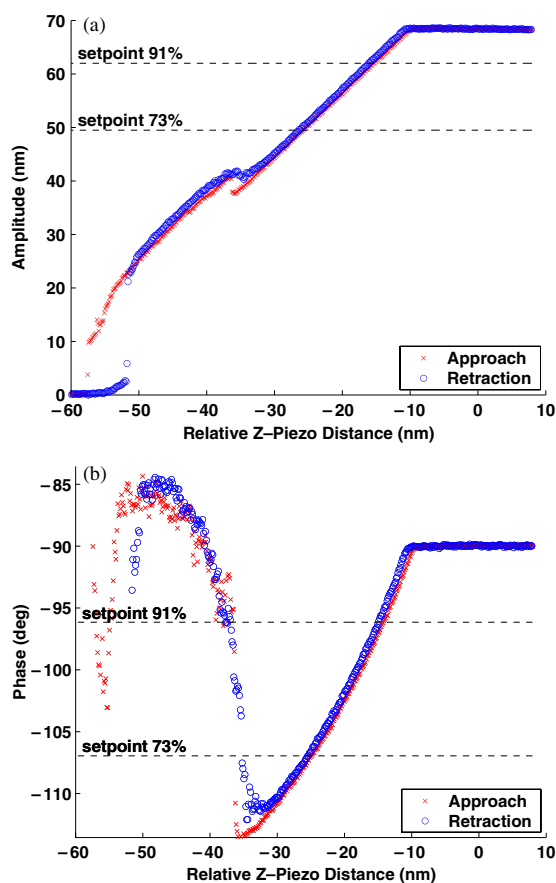 (a)
70
60
50
40
30
20
10
0
Amplitude (nm)
setpoint 91%
setpoint 73%
× Approach
○ Retraction
−60 −50 −40 −30 −20 −10 0 10
Relative Z–Piezo Distance (nm)
(b)
−85
−90
−95
−100
−105
−110
Phase (deg)
setpoint 91%
setpoint 73%
× Approach
○ Retraction
−60 −50 −40 −30 −20 −10 0 10
Relative Z–Piezo Distance (nm)